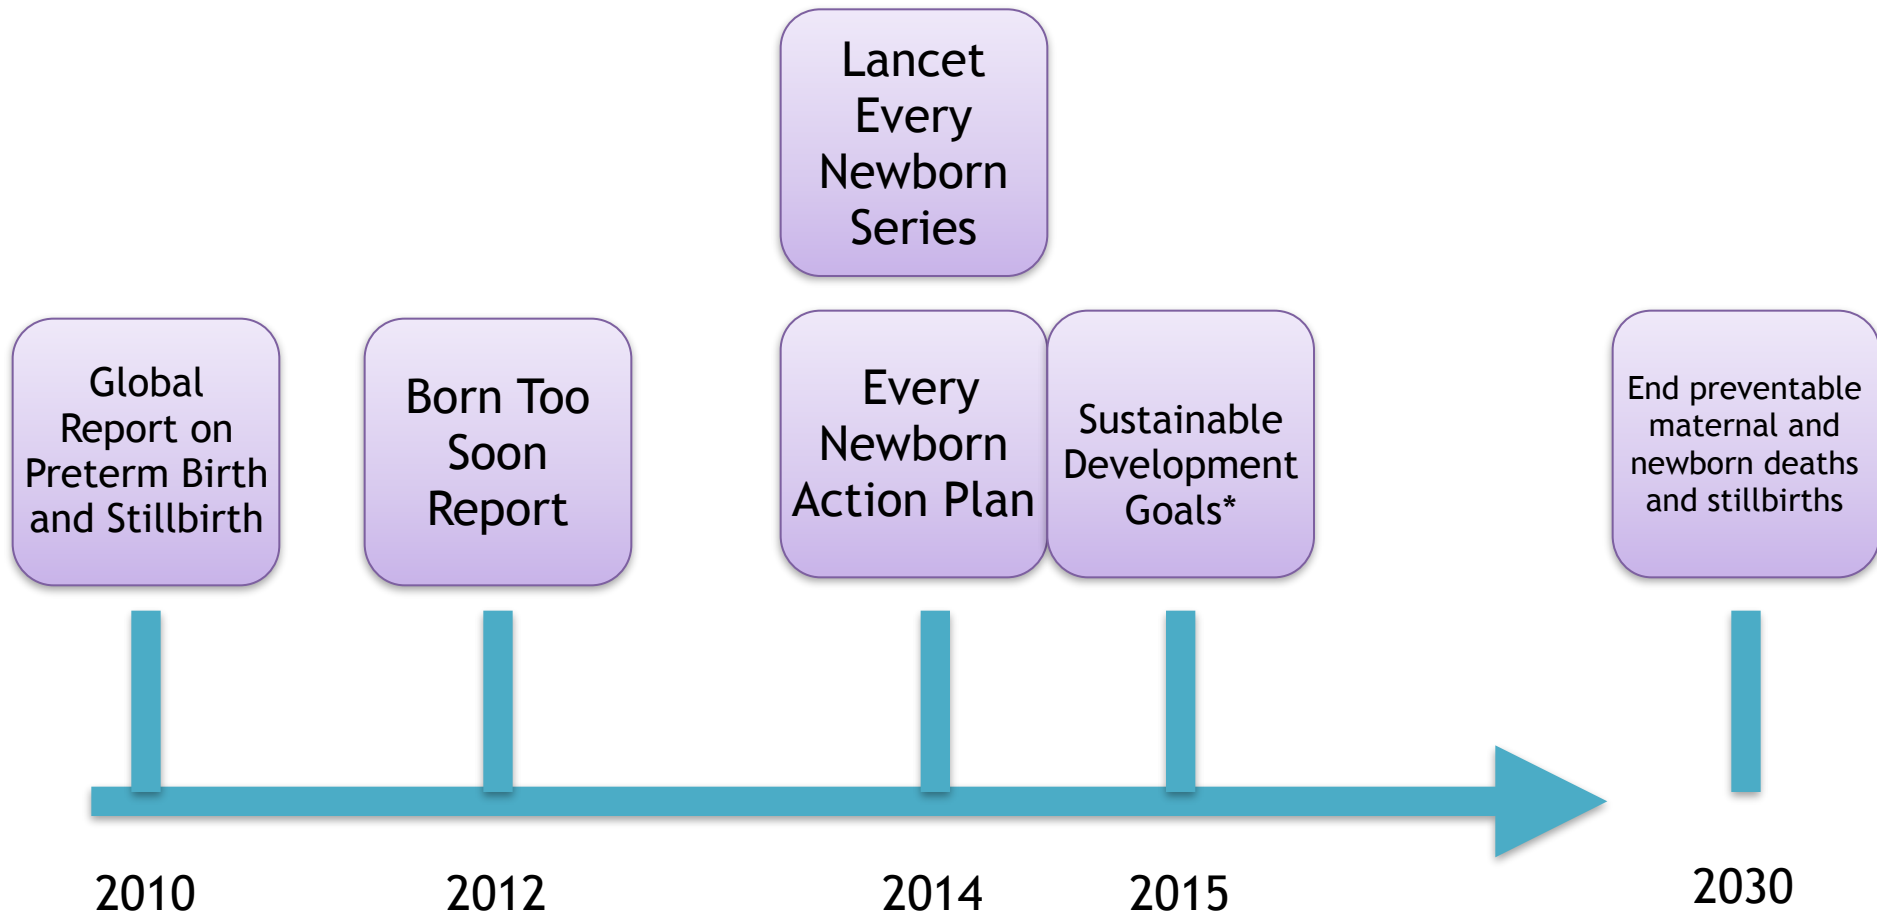 Lancet
Every
Newborn
Series
Global
Report on
Preterm Birth
and Stillbirth
Born Too
Soon
Report
Every
Newborn
Action Plan
Sustainable
Development
Goals*
End preventable
maternal and
newborn deaths
and stillbirths
2010
2012
2014
2015
2030